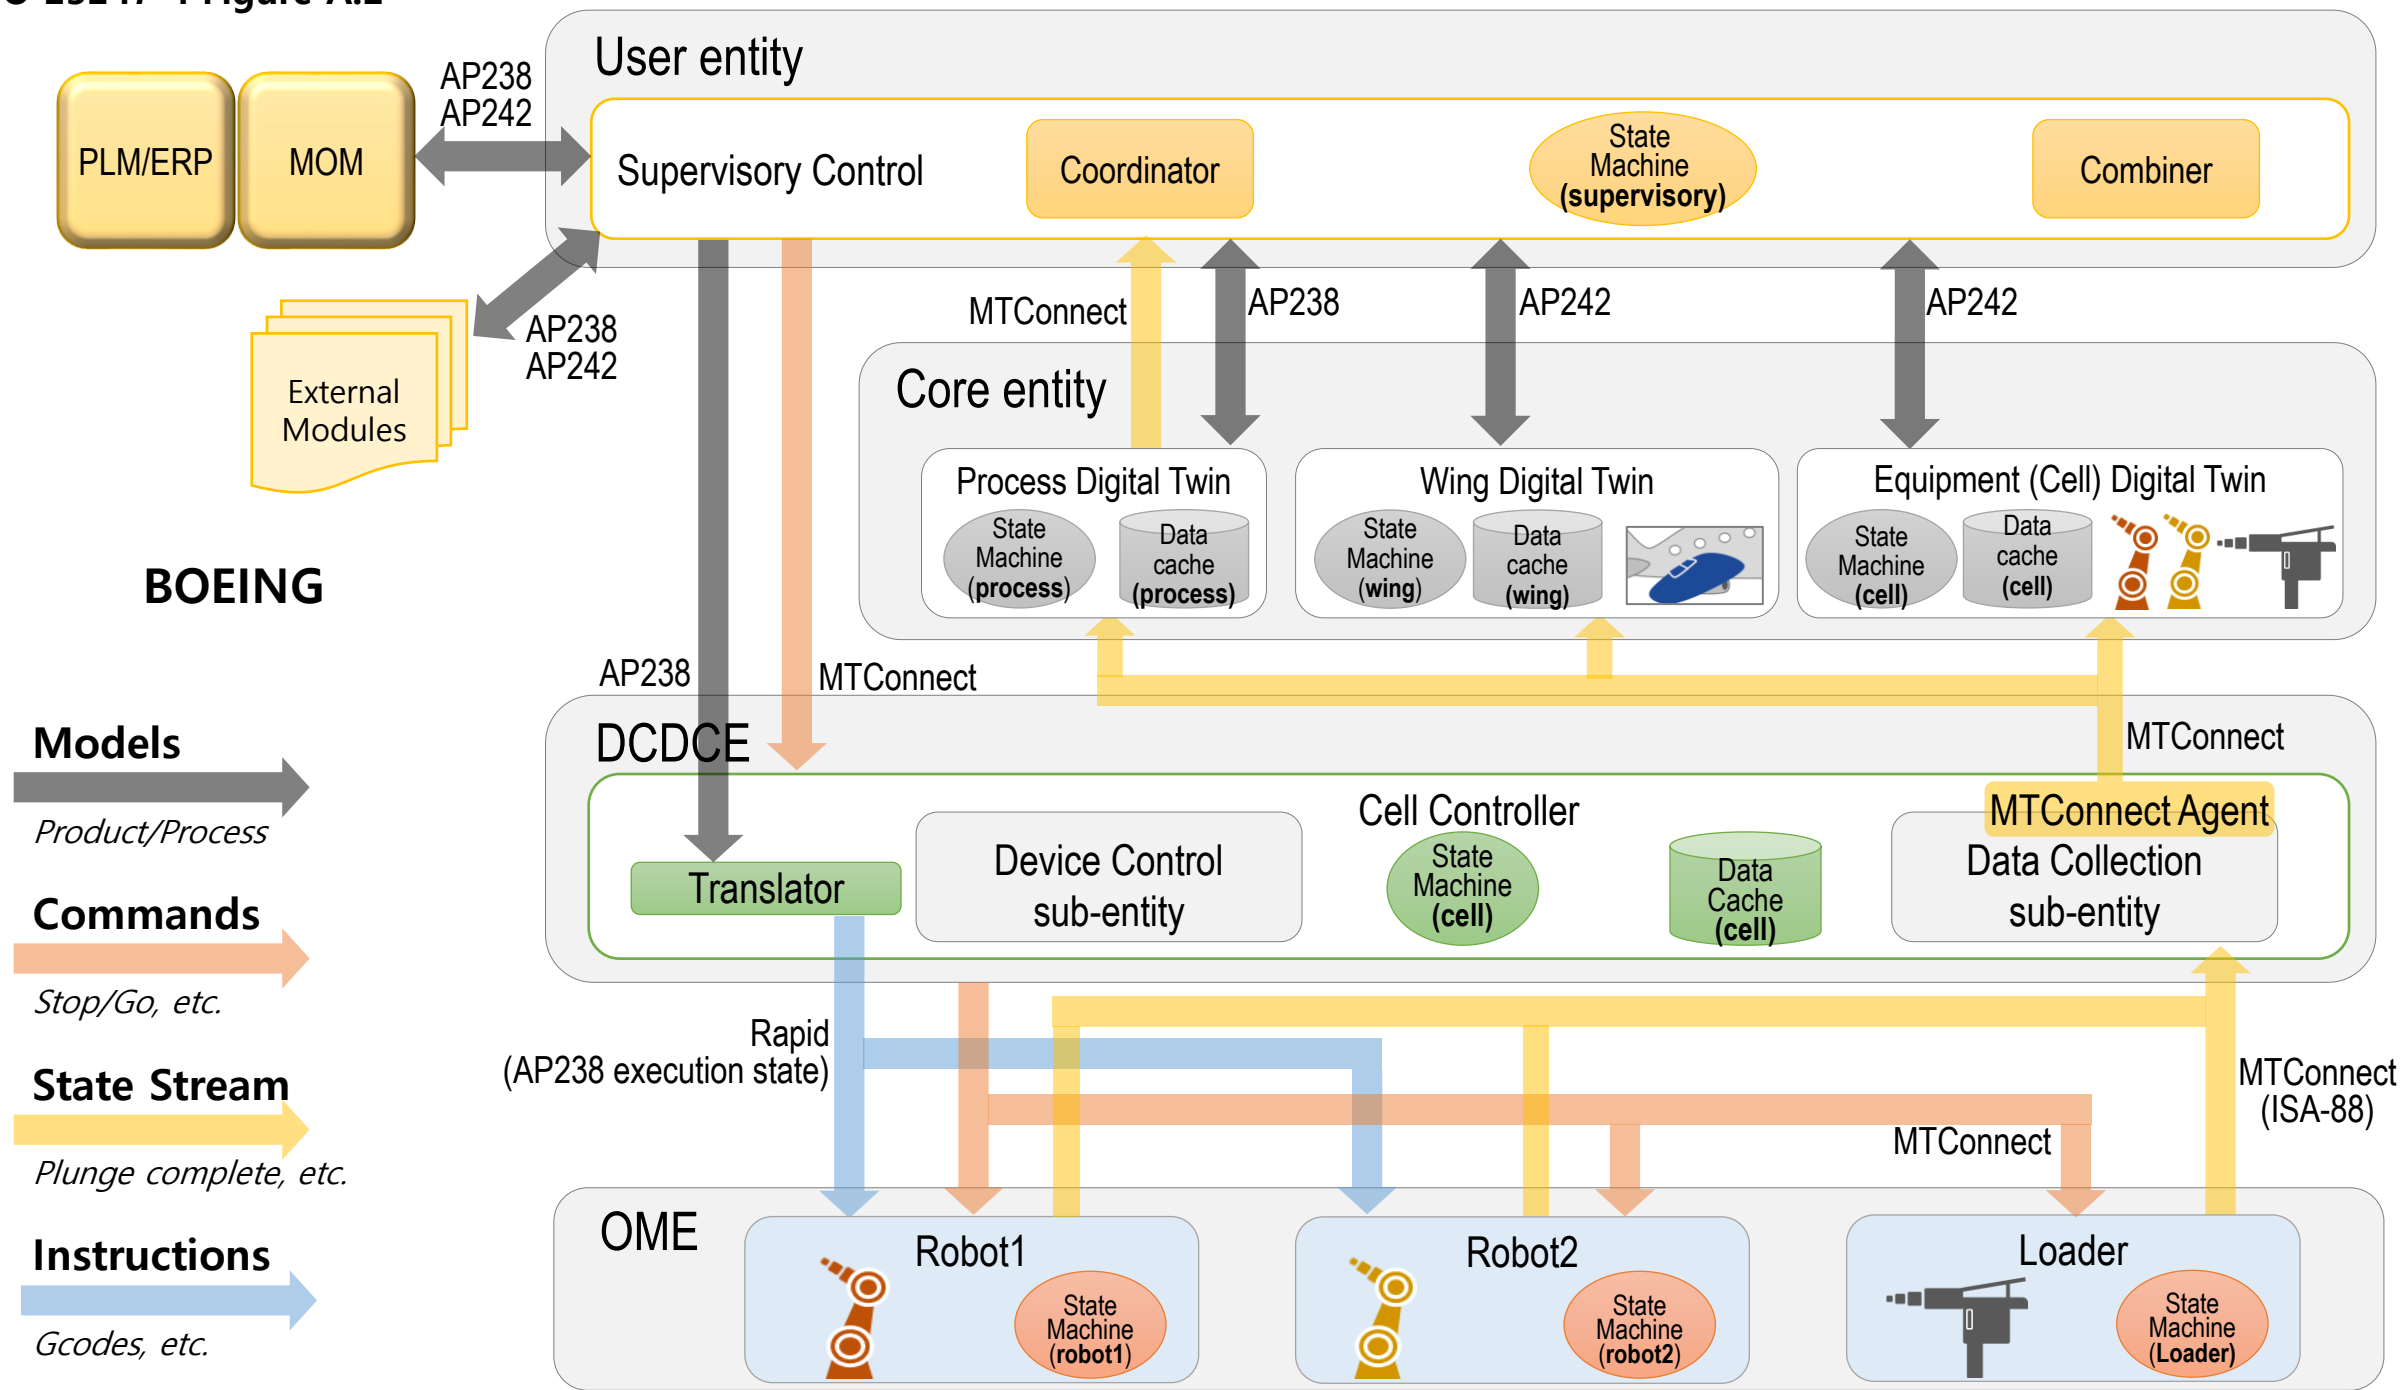 User entity
AP238
AP242
PLM/ERP
MOM
Supervisory Control
Coordinator
State
Machine
(supervisory)
Combiner
MTConnect
AP238
AP242
AP242
AP238
AP242
External
Modules
Core entity
Process Digital Twin
State
Machine
(process)
Data
cache
(process)
Wing Digital Twin
State
Machine
(wing)
Data
cache
(wing)
Equipment (Cell) Digital Twin
State
Machine
(cell)
Data
cache
(cell)
BOEING
AP238
MTConnect
MTConnect
DCDCE
Models
Product/Process
Commands
Stop/Go, etc.
State Stream
Plunge complete, etc.
Instructions
Gcodes, etc.
Translator
Device Control
sub-entity
Cell Controller
State
Machine
(cell)
Data
Cache
(cell)
MTConnect Agent
Data Collection
sub-entity
Rapid
(AP238 execution state)
MTConnect
MTConnect
(ISA-88)
OME
Robot1
State
Machine
(robot1)
Robot2
State
Machine
(robot2)
Loader
State
Machine
(Loader)